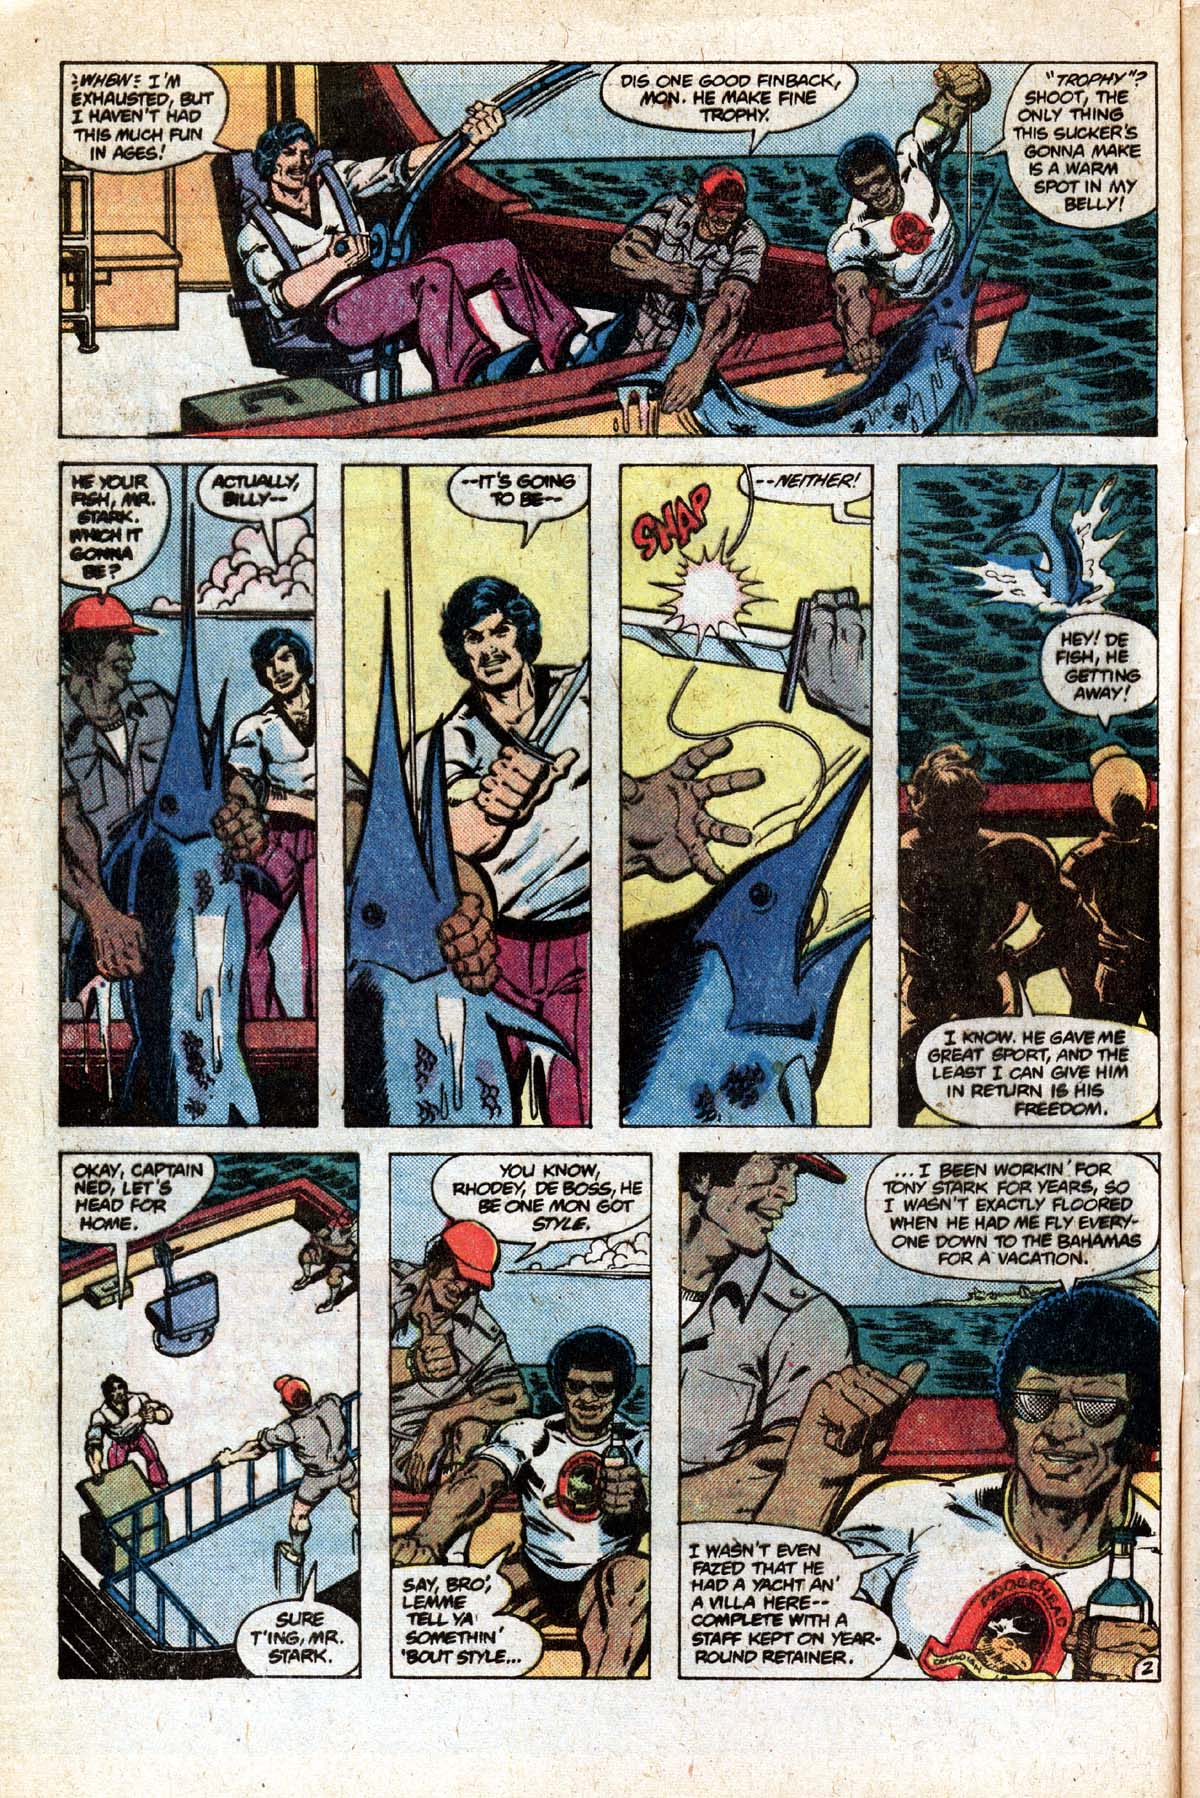 :WHEW: I'M
EXHAUSTED, BUT
I HAVEN'T HAD
THIS MUCH FUN
IN AGES!
DIS ONE GOOD FINBACK,
MON. HE MAKE FINE
TROPHY.
"TROPHY"?
SHOOT, THE
ONLY THING
THIS SUCKER'S
GONNA MAKE
IS A WARM
SPOT IN MY
BELLY!
HE YOUR
FISH, MR.
STARK.
WHICH IT
GONNA
BE?
ACTUALLY,
BILLY--
--IT'S GOING
TO BE--
--NEITHER!
SNAP
HEY! DE
FISH, HE
GETTING
AWAY!
I KNOW. HE GAVE ME
GREAT SPORT, AND THE
LEAST I CAN GIVE HIM
IN RETURN IS HIS
FREEDOM.
OKAY, CAPTAIN
NED, LET'S
HEAD FOR
HOME.
SURE
T'ING, MR.
STARK.
YOU KNOW,
RHODEY, DE BOSS, HE
BE ONE MON GOT
STYLE.
SAY, BRO',
LEMME
TELL YA
SOMETHIN'
'BOUT STYLE...
...I BEEN WORKIN' FOR
TONY STARK FOR YEARS, SO
I WASN'T EXACTLY FLOORED
WHEN HE HAD ME FLY EVERY-
ONE DOWN TO THE BAHAMAS
FOR A VACATION.
I WASN'T EVEN
FAZED THAT HE
HAD A YACHT AN'
A VILLA HERE--
COMPLETE WITH A
STAFF KEPT ON YEAR-
ROUND RETAINER.
MOOSEHEAD
CANADIAN
2